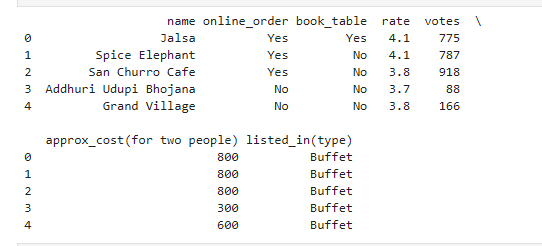 name online_order book_table rate votes \
0 Jalsa Yes Yes 4.1 775
1 Spice Elephant Yes No 4.1 787
2 San Churro Cafe Yes No 3.8 918
3 Addhuri Udupi Bhojana No No 3.7 88
4 Grand Village No No 3.8 166
approx_cost(for two people) listed_in(type)
0 800 Buffet
1 800 Buffet
2 800 Buffet
3 300 Buffet
4 600 Buffet